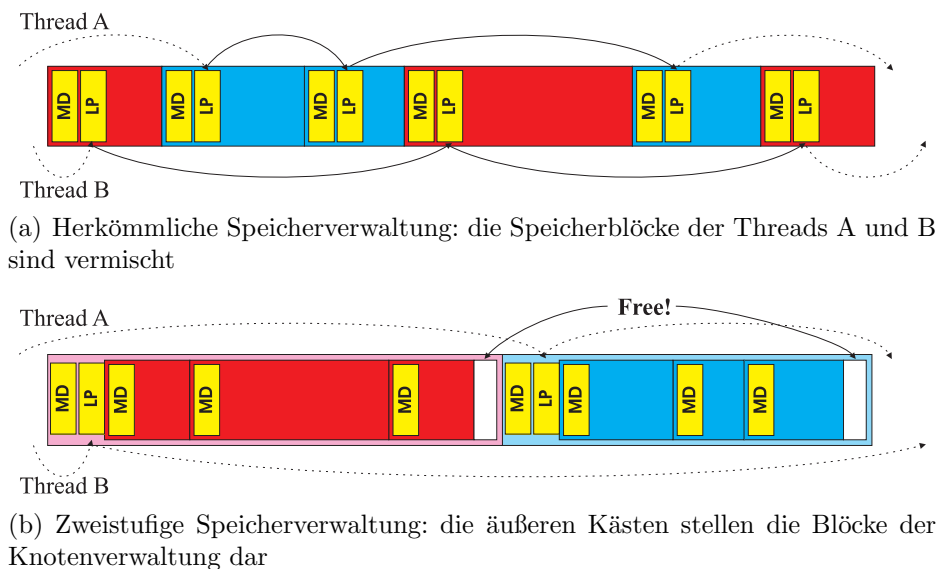 Thread A
MD LP MD LP MD LP MD LP MD LP MD LP
Thread B
(a) Herkömmliche Speicherverwaltung: die Speicherblöcke der Threads A und B
sind vermischt
Free!
Thread A
MD LP MD MD MD MD LP MD MD MD
Thread B
(b) Zweistufige Speicherverwaltung: die äußeren Kästen stellen die Blöcke der
Knotenverwaltung dar